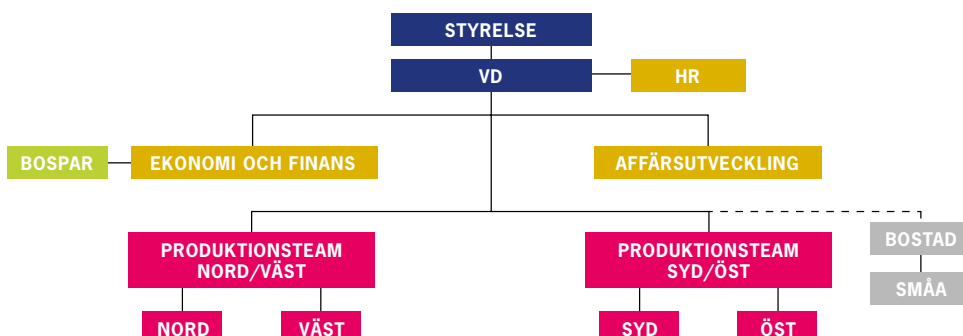 STYRELSE
VD
HR
BOSPAR
EKONOMI OCH FINANS
AFFÄRSUTVECKLING
PRODUKTIONSTEAM
NORD/VÄST
PRODUKTIONSTEAM
SYD/ÖST
BOSTAD
SMÅA
NORD
VÄST
SYD
ÖST